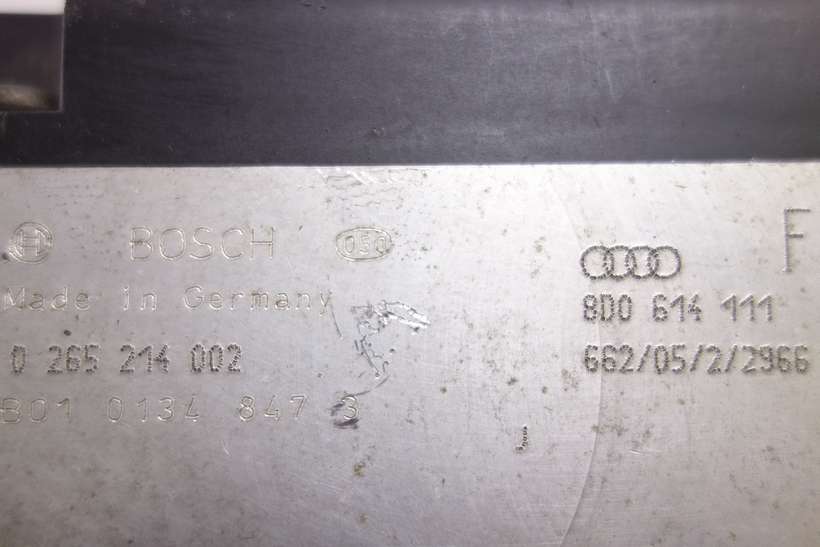 BOSCH 050
Made in Germany
0 265 214 002
B01 0134 847 3
F
8D0 614 111
662/05/2/2966